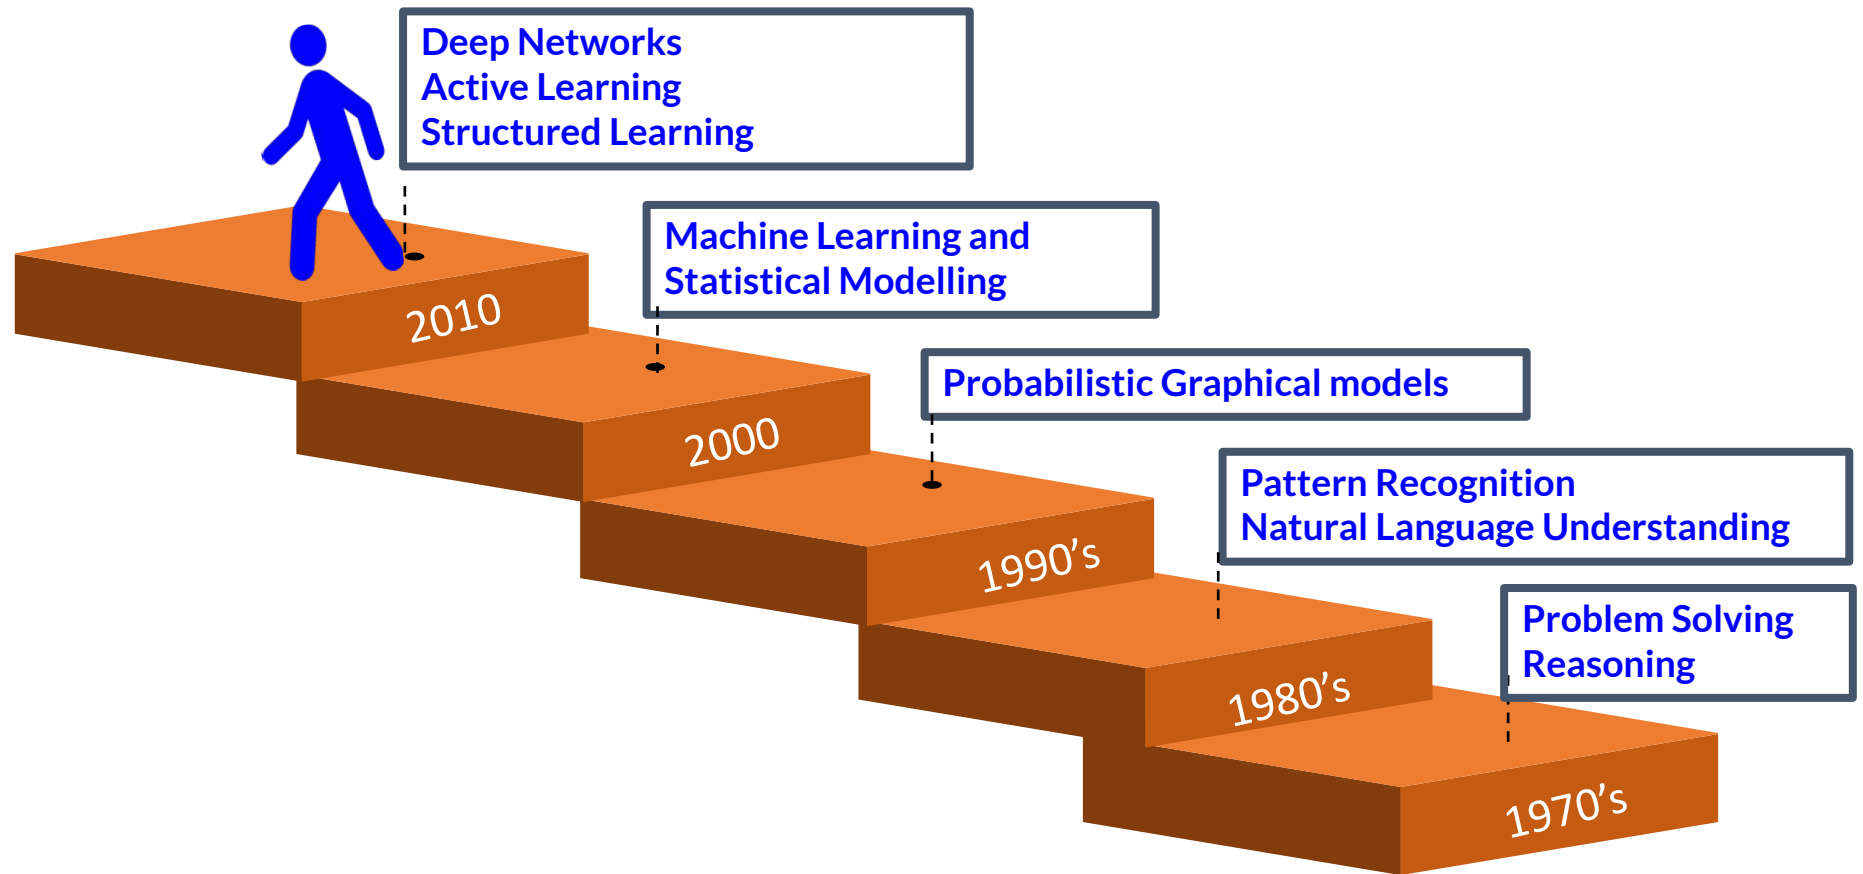 Deep Networks
Active Learning
Structured Learning
2010
Machine Learning and
Statistical Modelling
2000
Probabilistic Graphical models
1990’s
Pattern Recognition
Natural Language Understanding
1980’s
Problem Solving
Reasoning
1970’s